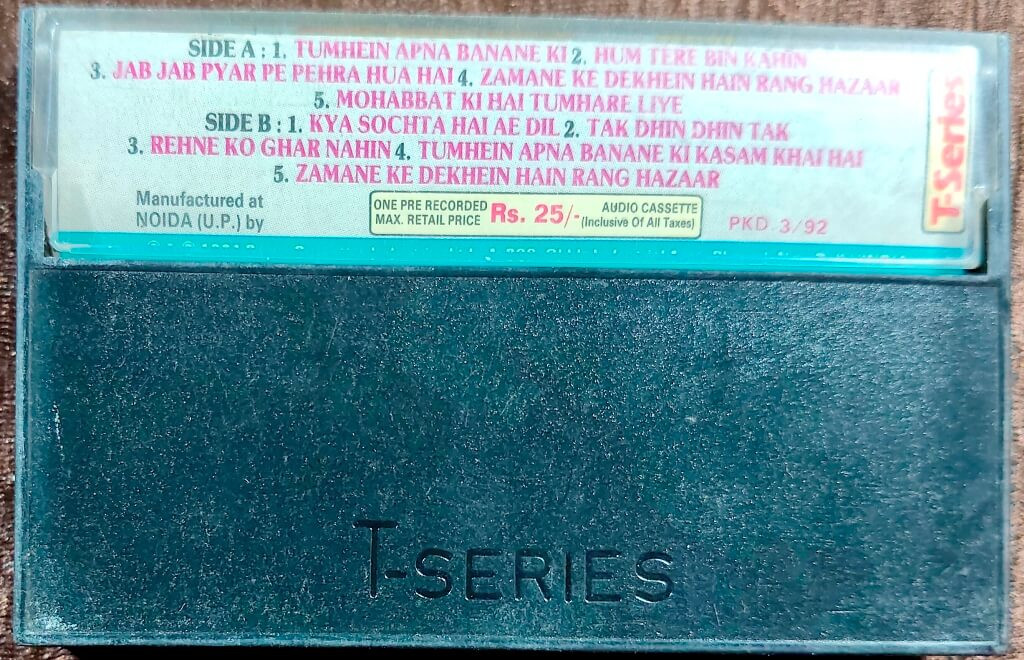 SIDE A : 1. TUMHEIN APNA BANANE KI 2. HUM TERE BIN KAHIN
3. JAB JAB PYAR PE PEHRA HUA HAI 4. ZAMANE KE DEKHEIN HAIN RANG HAZAAR
5. MOHABBAT KI HAI TUMHARE LIYE
SIDE B : 1. KYA SOCHTA HAI AE DIL 2. TAK DHIN DHIN TAK
3. REHNE KO GHAR NAHIN 4. TUMHEIN APNA BANANE KI KASAM KHAI HAI
5. ZAMANE KE DEKHEIN HAIN RANG HAZAAR
Manufactured at
NOIDA (U.P.) by
ONE PRE RECORDED
MAX. RETAIL PRICE
Rs. 25/-
AUDIO CASSETTE
(Inclusive Of All Taxes)
PKD 3/92
T-Series
T-SERIES